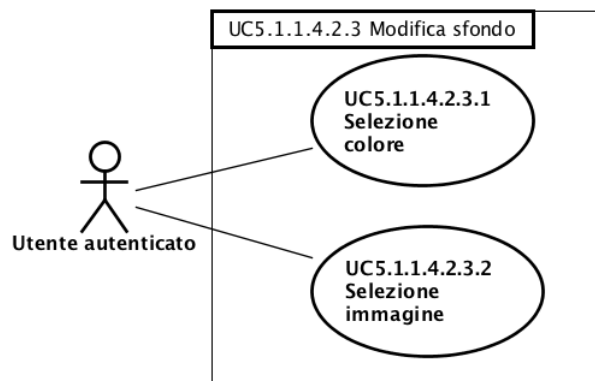 UC5.1.1.4.2.3 Modifica sfondo
UC5.1.1.4.2.3.1
Selezione
colore
Utente autenticato
UC5.1.1.4.2.3.2
Selezione
immagine